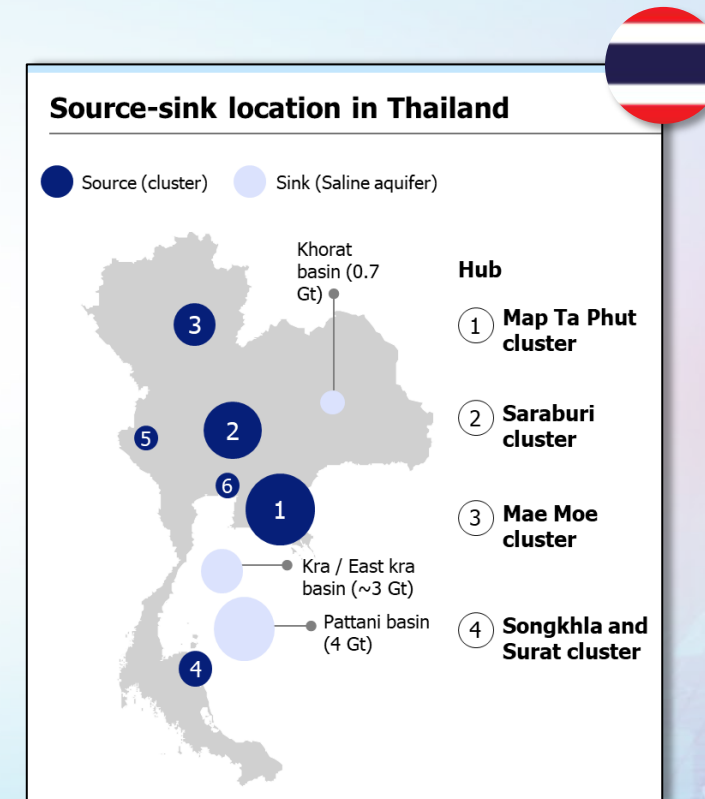 Source-sink location in Thailand
Source (cluster)
Sink (Saline aquifer)
Khorat
basin (0.7
Gt)
3
2
5
6
1
Kra / East kra
basin (~3 Gt)
Pattani basin
(4 Gt)
4
Hub
1 Map Ta Phut
cluster
2 Saraburi
cluster
3 Mae Moe
cluster
4 Songkhla and
Surat cluster